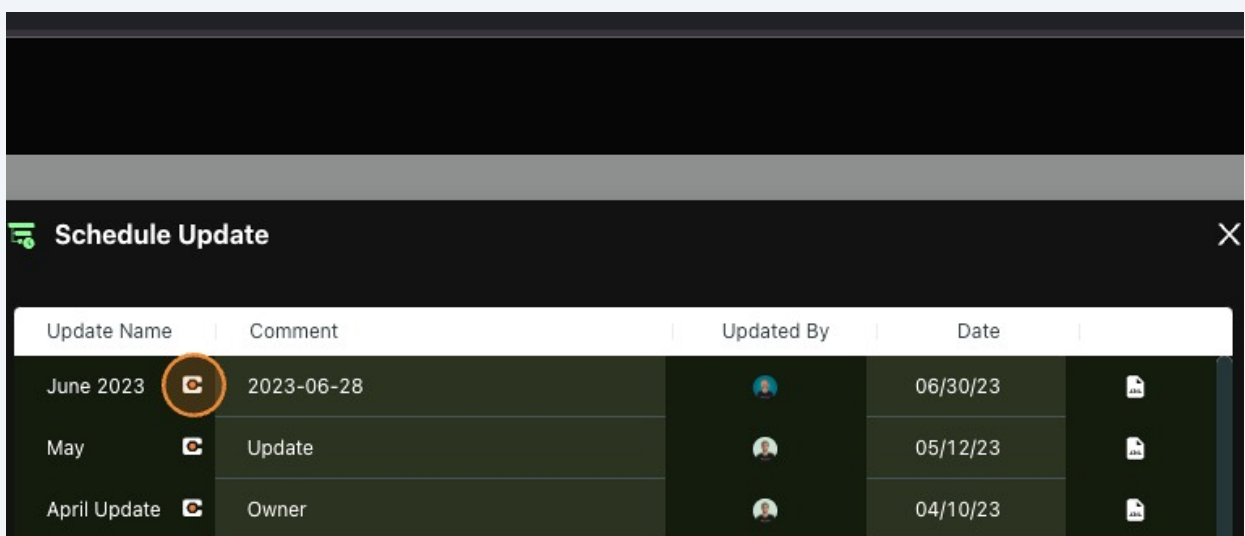 Schedule Update
Update Name Comment Updated By Date
June 2023 2023-06-28 06/30/23
May Update 05/12/23
April Update Owner 04/10/23